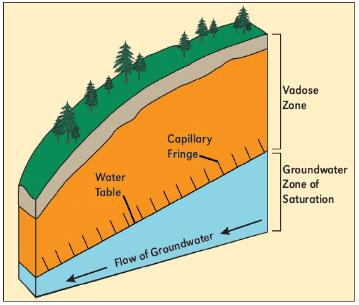 Vadose
Zone
Capillary
Fringe
Groundwater
Zone of
Saturation
Water
Table
Flow of Groundwater